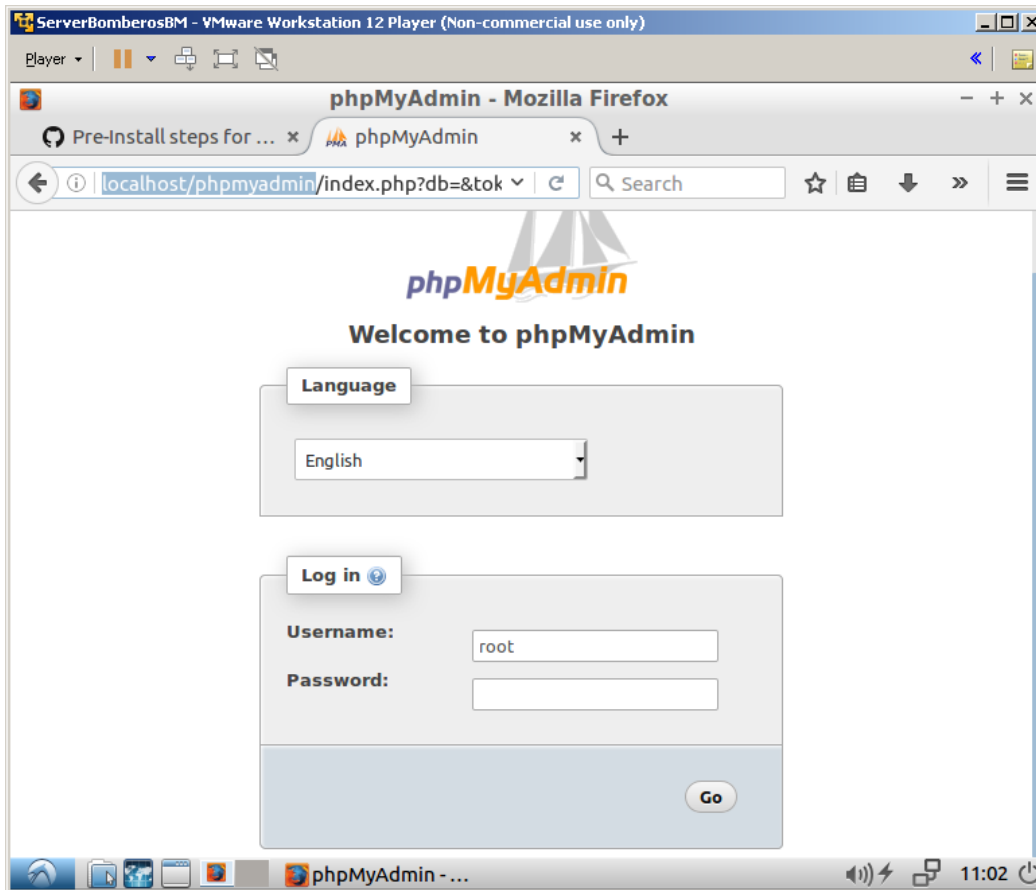 ServerBomberosBM - VMware Workstation 12 Player (Non-commercial use only)
Player
phpMyAdmin - Mozilla Firefox
Pre-Install steps for ...
phpMyAdmin
localhost/phpmyadmin/index.php?db=&tok
Search
PMA
phpMyAdmin
Welcome to phpMyAdmin
Language
English
Log in
Username:
root
Password:
Go
phpMyAdmin - ...
11:02